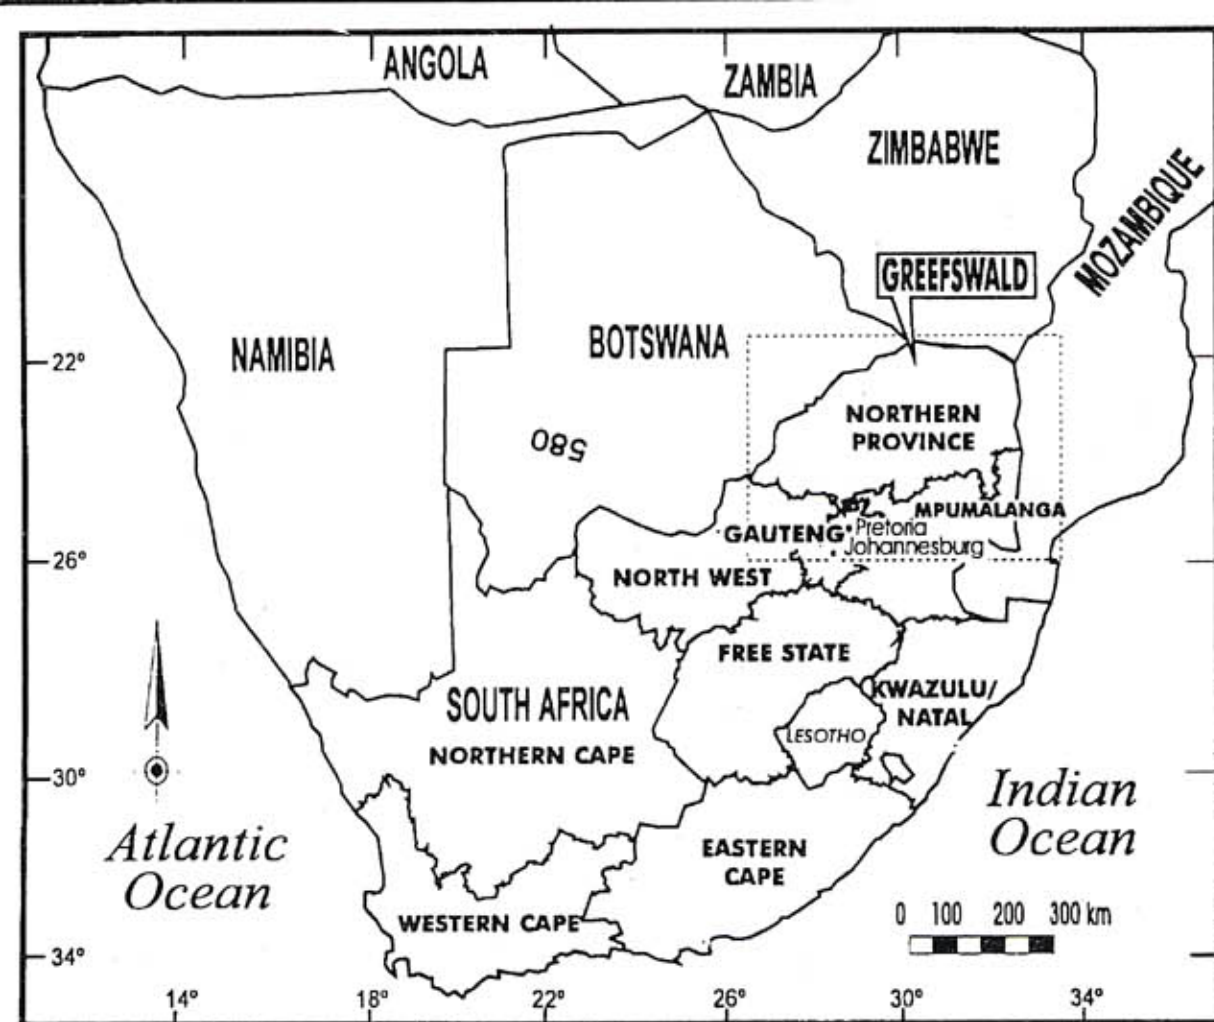 ANGOLA
ZAMBIA
ZIMBABWE
MOZAMBIQUE
GREEFSWALD
NAMIBIA
BOTSWANA
22°
NORTHERN
PROVINCE
580
MPUMALANGA
GAUTENG
Pretoria
Johannesburg
26°
NORTH WEST
FREE STATE
KWAZULU/
NATAL
SOUTH AFRICA
LESOTHO
NORTHERN CAPE
30°
Indian
Ocean
Atlantic
Ocean
EASTERN
CAPE
WESTERN CAPE
0 100 200 300 km
34°
14° 18° 22° 26° 30° 34°